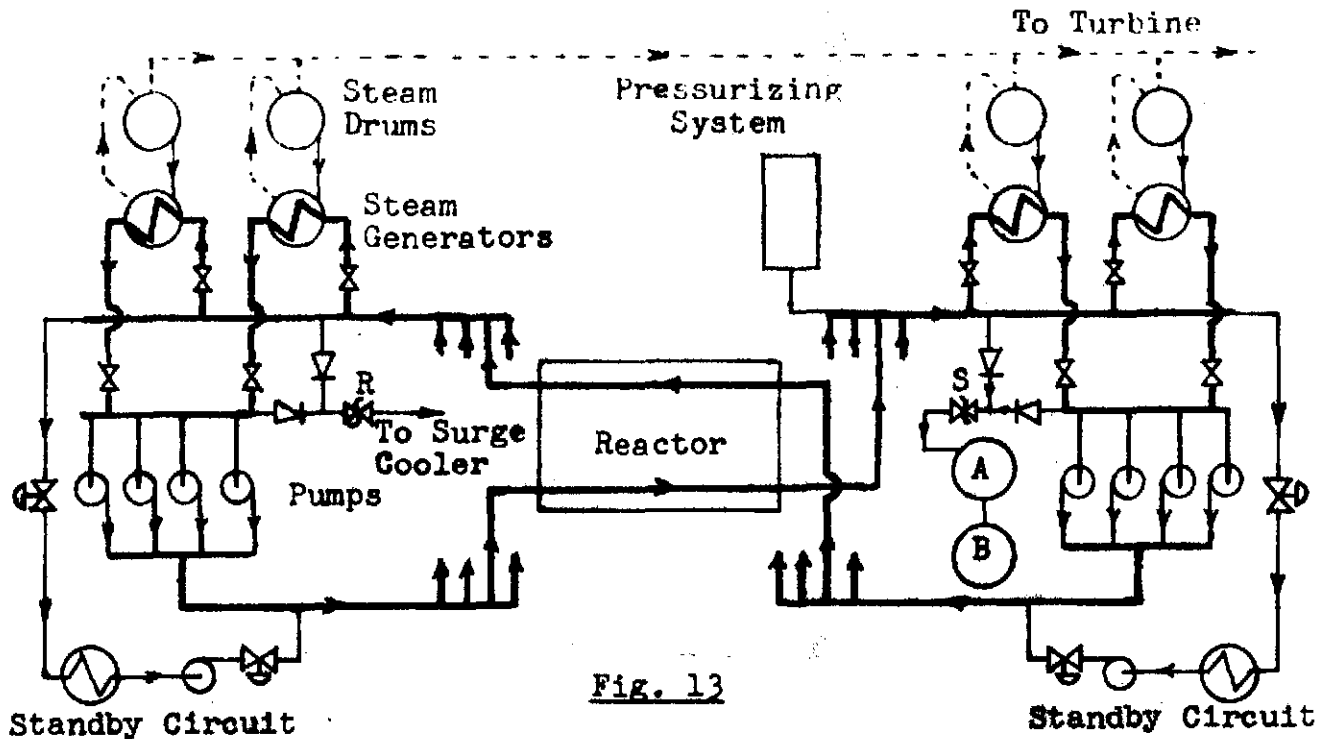 To Turbine
Steam
Drums
Pressurizing
System
Steam
Generators
R
To Surge
Cooler
S
Reactor
A
Pumps
B
Fig. 13
Standby Circuit
Standby Circuit